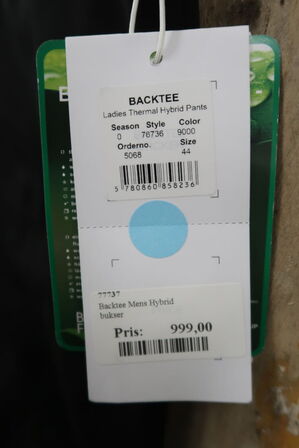 BACKTEE
Ladies Thermal Hybrid Pants
Season Style Color
0 76736 9000
Orderno. Size
5068 44
5 780860 858236
77737
Backtee Mens Hybrid
bukser
Pris: 999,00